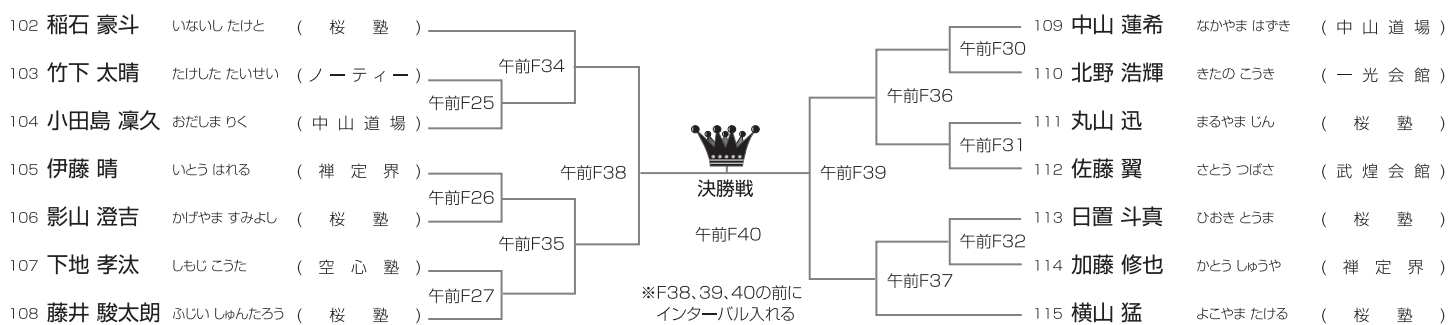 102 稲石 豪斗 いないし たけと ( 桜 塾 )
午前F34
103 竹下 太晴 たけした たいせい (ノーティー)
午前F25
104 小田島 凜久 おだしま りく ( 中 山 道 場 )
105 伊藤 晴 いとう はれる ( 禅 定 界 )
午前F38
午前F26
106 影山 澄吉 かげやま すみよし ( 桜 塾 )
午前F35
107 下地 孝汰 しもじ こうた ( 空 心 塾 )
午前F27
108 藤井 駿太朗 ふじい しゅんたろう ( 桜 塾 )
決勝戦
午前F40
※F38、39、40の前に
インターバル入れる
109 中山 蓮希 なかやま はずき ( 中 山 道 場 )
午前F30
110 北野 浩輝 きたの こうき ( 一 光 会 館 )
午前F36
111 丸山 迅 まるやま じん ( 桜 塾 )
午前F31
112 佐藤 翼 さとう つばさ ( 武 煌 会 館 )
午前F39
113 日置 斗真 ひおき とうま ( 桜 塾 )
午前F32
114 加藤 修也 かとう しゅうや ( 禅 定 界 )
午前F37
115 横山 猛 よこやま たける ( 桜 塾 )